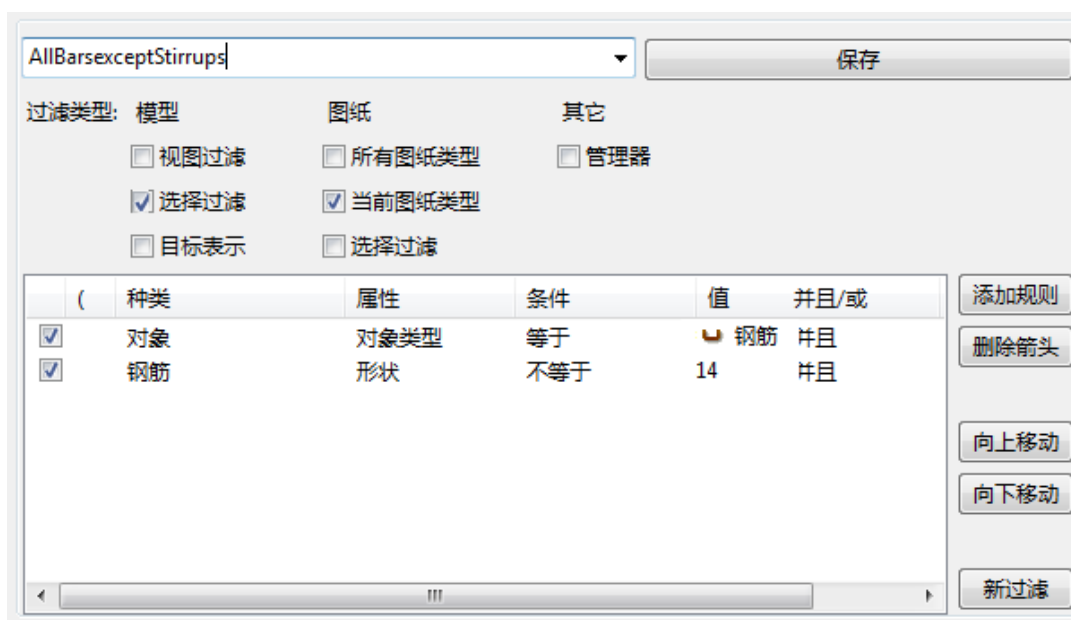 AllBarsexceptStirrups 保存
过滤类型: 模型 图纸 其它
视图过滤 所有图纸类型 管理器
选择过滤 当前图纸类型
目标表示 选择过滤
( 种类 属性 条件 值 并且/或 添加规则
对象 对象类型 等于 钢筋 并且
钢筋 形状 不等于 14 并且
删除箭头
向上移动
向下移动
新过滤